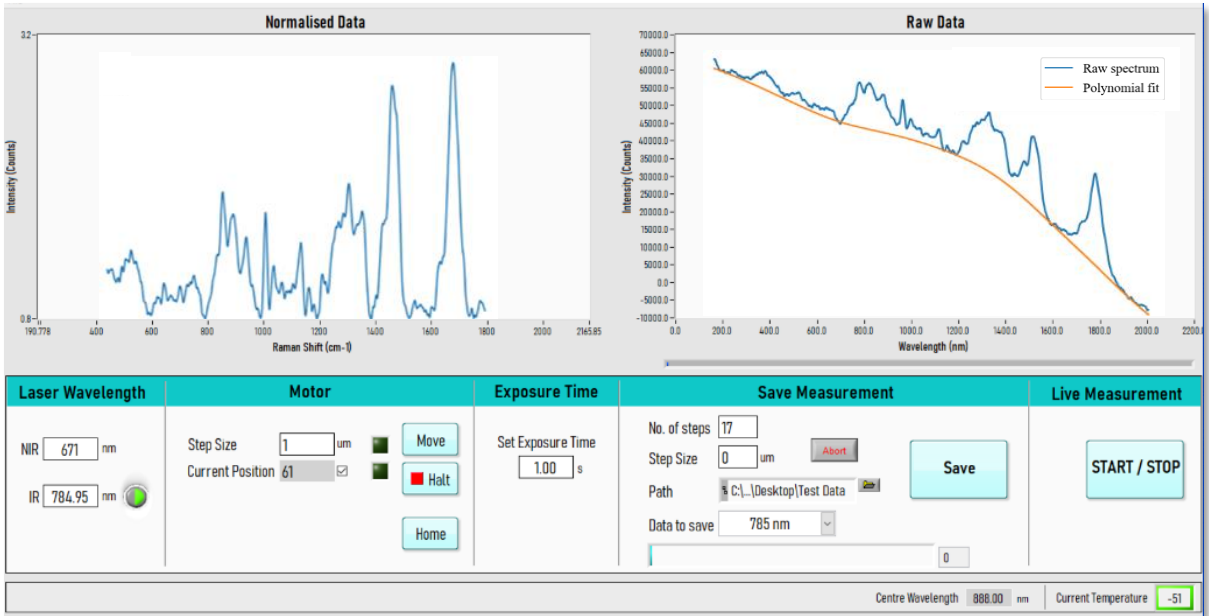 Normalised Data
3.2
Intensity (Counts)
0.8
190.778 400 600 800 1000 1200 1400 1600 1800 2000 2165.85
Raman Shift (cm-1)
Raw Data
70000.0
65000.0
60000.0
55000.0
50000.0
45000.0
40000.0
35000.0
30000.0
25000.0
20000.0
15000.0
10000.0
5000.0
0.0
-5000.0
-10000.0
Intensity (Counts)
Raw spectrum
Polynomial fit
0.0 200.0 400.0 600.0 800.0 1000.0 1200.0 1400.0 1600.0 1800.0 2000.0 2200.0
Wavelength (nm)
Laser Wavelength
NIR 671 nm
IR 784.95 nm
Motor
Step Size 1 um
Current Position 61
Move
Halt
Home
Exposure Time
Set Exposure Time
1.00 s
Save Measurement
No. of steps 17
Step Size 0 um
Abort
Path C:\...\Desktop\Test Data
Data to save 785 nm
0
Save
Live Measurement
START / STOP
Centre Wavelength 888.00 nm Current Temperature -51